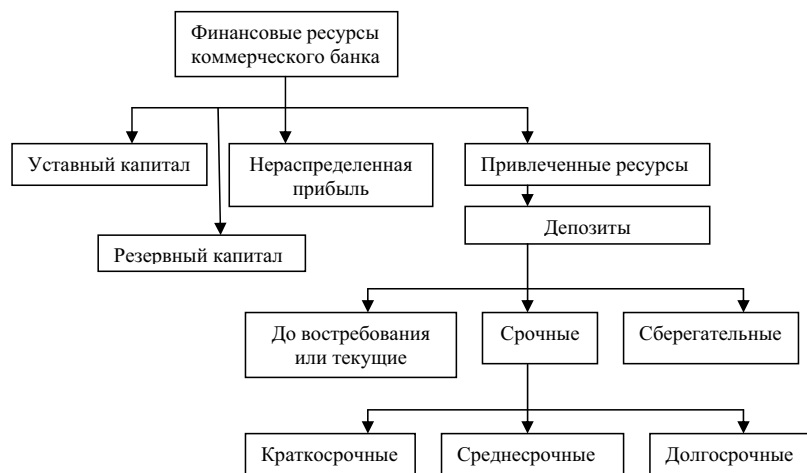 Финансовые ресурсы
коммерческого банка
Уставный капитал
Нераспределенная
прибыль
Привлеченные ресурсы
Резервный капитал
Депозиты
До востребования
или текущие
Срочные
Сберегательные
Краткосрочные
Среднесрочные
Долгосрочные